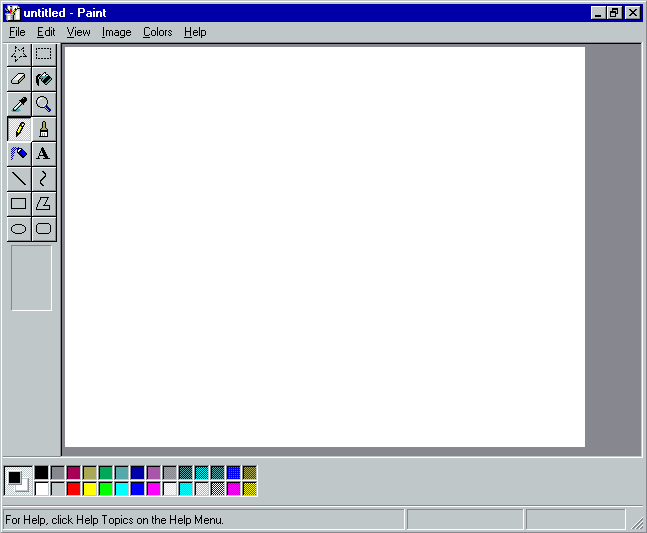 untitled - Paint
File Edit View Image Colors Help
A
For Help, click Help Topics on the Help Menu.